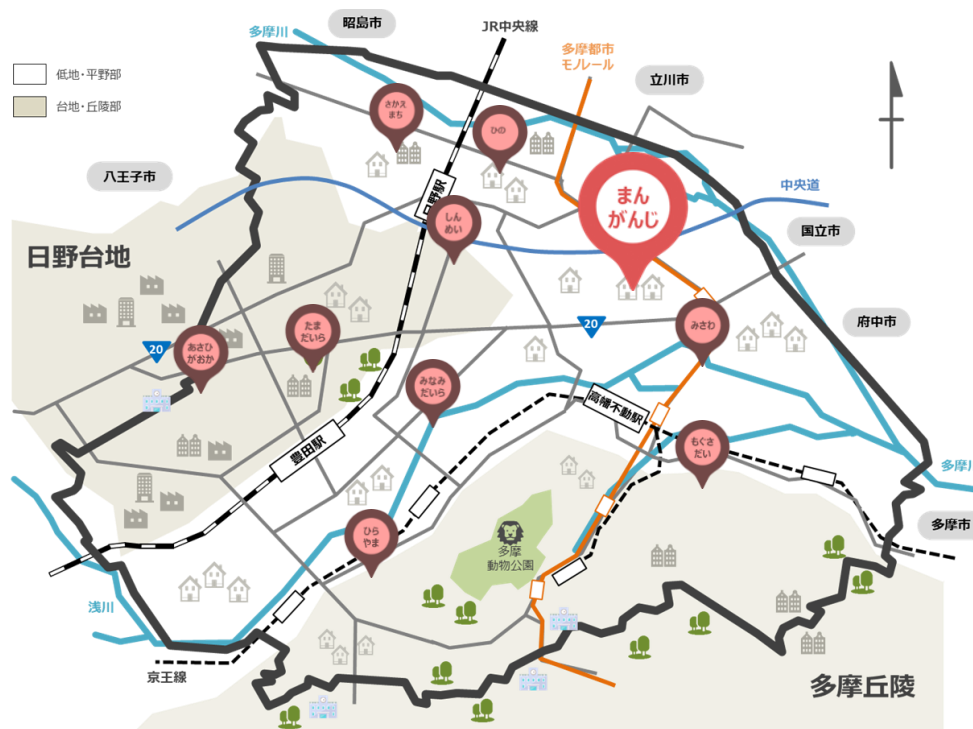 昭島市
多摩川
JR中央線
多摩都市
モノレール
立川市
低地・平野部
台地・丘陵部
さかえ
まち
ひの
八王子市
日野駅
まん
がんじ
中央道
しん
めい
国立市
日野台地
たま
だいら
20
みさわ
府中市
20
あさひ
がおか
みなみ
だいら
高幡不動駅
豊田駅
もぐさ
だい
多摩川
ひら
やま
多摩市
多摩
動物公園
浅川
京王線
多摩丘陵